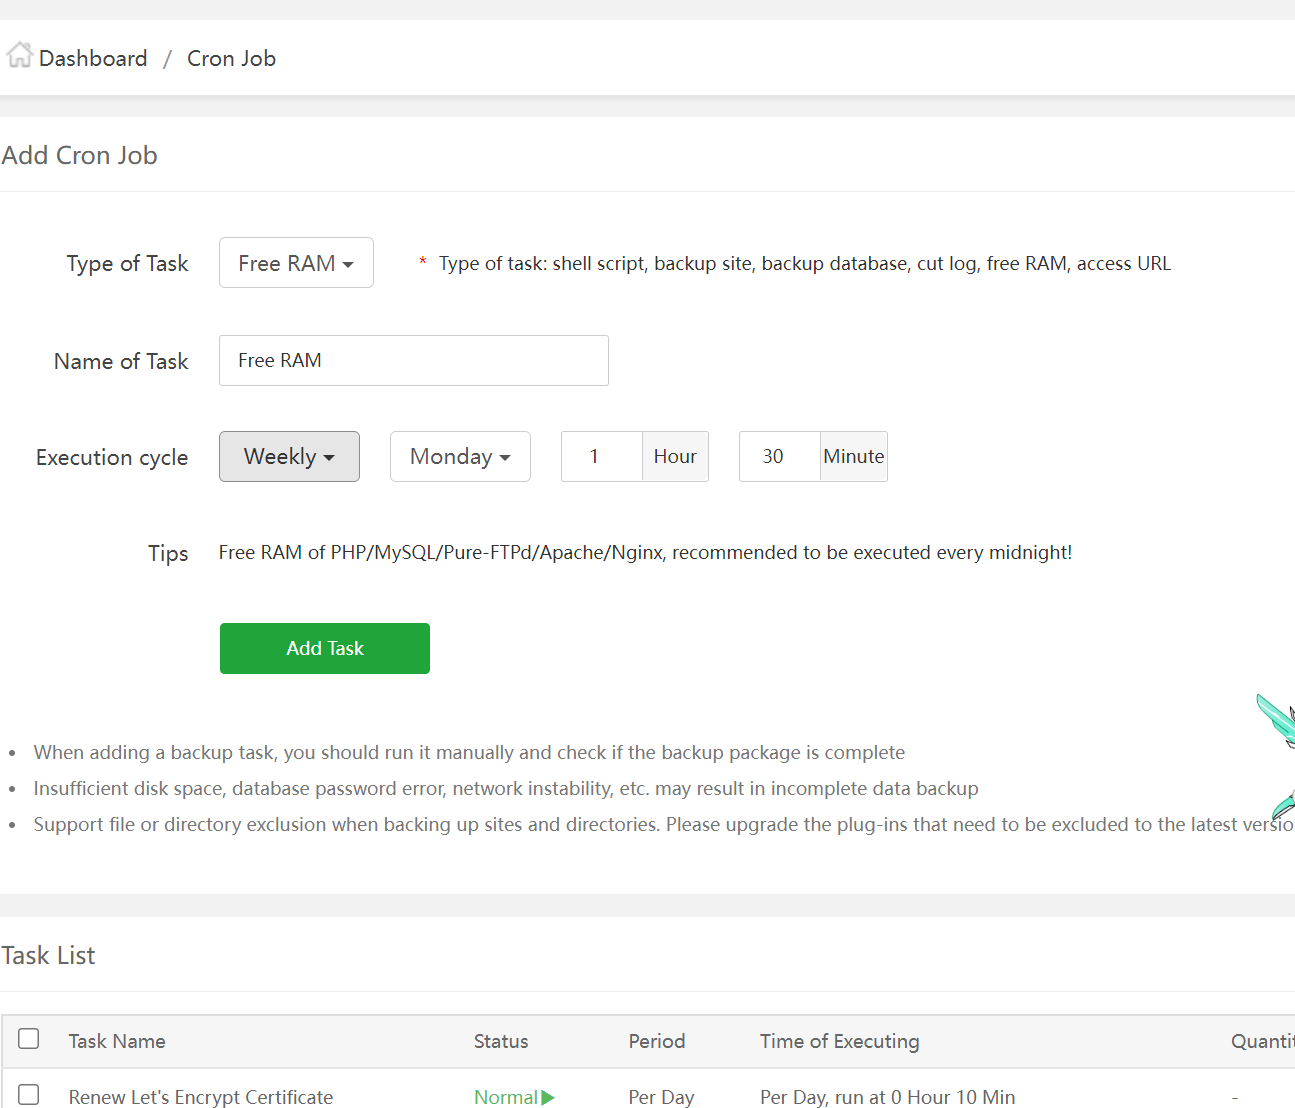 Dashboard / Cron Job
Add Cron Job
Type of Task Free RAM * Type of task: shell script, backup site, backup database, cut log, free RAM, access URL
Name of Task Free RAM
Execution cycle Weekly Monday 1 Hour 30 Minute
Tips Free RAM of PHP/MySQL/Pure-FTPd/Apache/Nginx, recommended to be executed every midnight!
Add Task
• When adding a backup task, you should run it manually and check if the backup package is complete
• Insufficient disk space, database password error, network instability, etc. may result in incomplete data backup
• Support file or directory exclusion when backing up sites and directories. Please upgrade the plug-ins that need to be excluded to the latest versio
Task List
Task Name Status Period Time of Executing Quantit
Renew Let's Encrypt Certificate Normal Per Day Per Day, run at 0 Hour 10 Min -